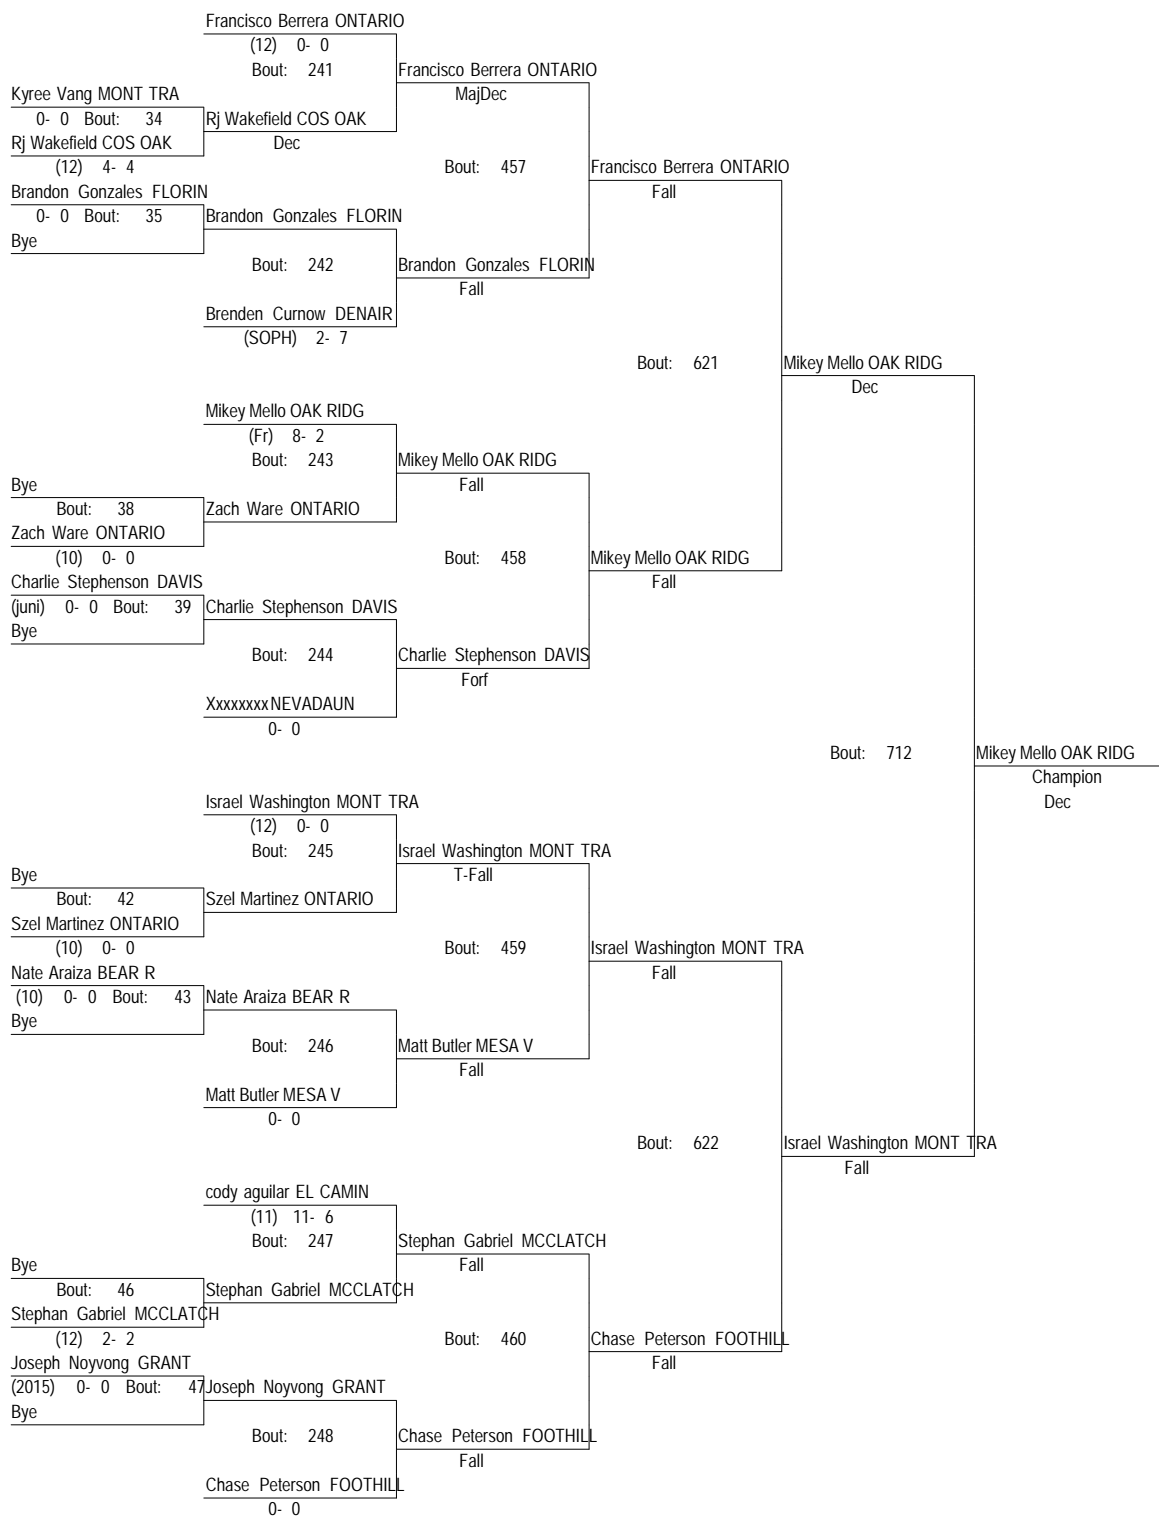 Francisco Berrera ONTARIO
(12) 0- 0
Bout: 241
Francisco Berrera ONTARIO
MajDec
Kyree Vang MONT TRA
0- 0 Bout: 34
Rj Wakefield COS OAK
Dec
Rj Wakefield COS OAK
(12) 4- 4
Bout: 457
Francisco Berrera ONTARIO
Fall
Brandon Gonzales FLORIN
0- 0 Bout: 35
Brandon Gonzales FLORIN
Bye
Bout: 242
Brandon Gonzales FLORIN
Fall
Brenden Curnow DENAIR
(SOPH) 2- 7
Bout: 621
Mikey Mello OAK RIDG
Dec
Mikey Mello OAK RIDG
(Fr) 8- 2
Bout: 243
Mikey Mello OAK RIDG
Fall
Bye
Bout: 38
Zach Ware ONTARIO
Zach Ware ONTARIO
(10) 0- 0
Bout: 458
Mikey Mello OAK RIDG
Fall
Charlie Stephenson DAVIS
(juni) 0- 0 Bout: 39
Charlie Stephenson DAVIS
Bye
Bout: 244
Charlie Stephenson DAVIS
Forf
Xxxxxxxx NEVADAUN
0- 0
Bout: 712
Mikey Mello OAK RIDG
Champion
Dec
Israel Washington MONT TRA
(12) 0- 0
Bout: 245
Israel Washington MONT TRA
T-Fall
Bye
Bout: 42
Szel Martinez ONTARIO
Szel Martinez ONTARIO
(10) 0- 0
Bout: 459
Israel Washington MONT TRA
Fall
Nate Araiza BEAR R
(10) 0- 0 Bout: 43
Nate Araiza BEAR R
Bye
Bout: 246
Matt Butler MESA V
Fall
Matt Butler MESA V
0- 0
Bout: 622
Israel Washington MONT TRA
Fall
cody aguilar EL CAMIN
(11) 11- 6
Bout: 247
Stephan Gabriel MCCLATCH
Fall
Bye
Bout: 46
Stephan Gabriel MCCLATCH
Stephan Gabriel MCCLATCH
(12) 2- 2
Bout: 460
Chase Peterson FOOTHILL
Fall
Joseph Noyvong GRANT
(2015) 0- 0 Bout: 47
Joseph Noyvong GRANT
Bye
Bout: 248
Chase Peterson FOOTHILL
Fall
Chase Peterson FOOTHILL
0- 0